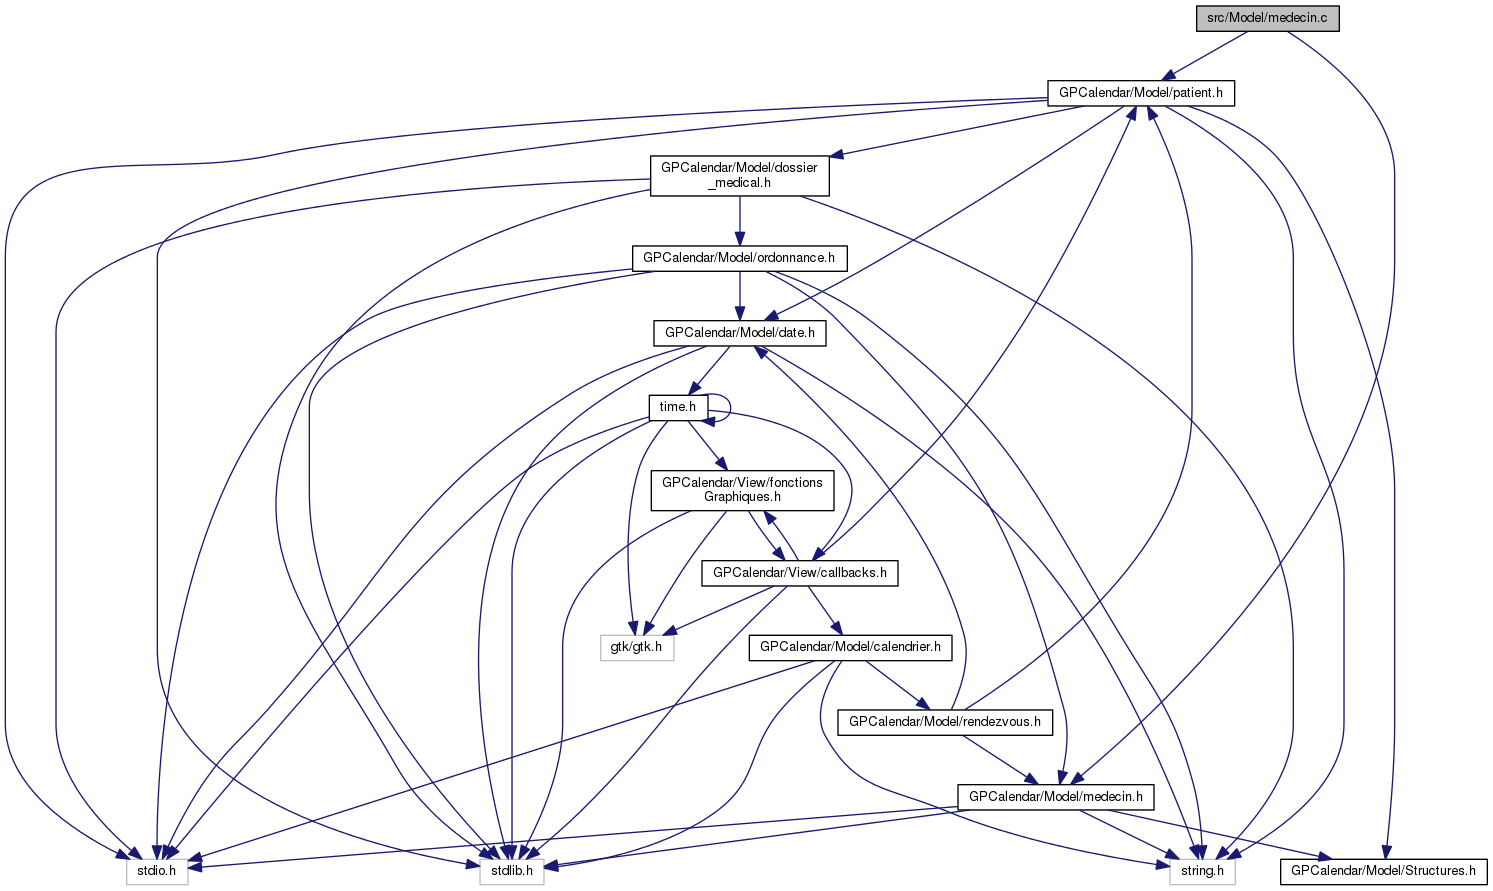 src/Model/medecin.c
GPCalendar/Model/patient.h
GPCalendar/Model/dossier
_medical.h
GPCalendar/Model/ordonnance.h
GPCalendar/Model/date.h
time.h
GPCalendar/View/fonctions
Graphiques.h
GPCalendar/View/callbacks.h
gtk/gtk.h
GPCalendar/Model/calendrier.h
GPCalendar/Model/rendezvous.h
GPCalendar/Model/medecin.h
stdio.h
stdlib.h
string.h
GPCalendar/Model/Structures.h